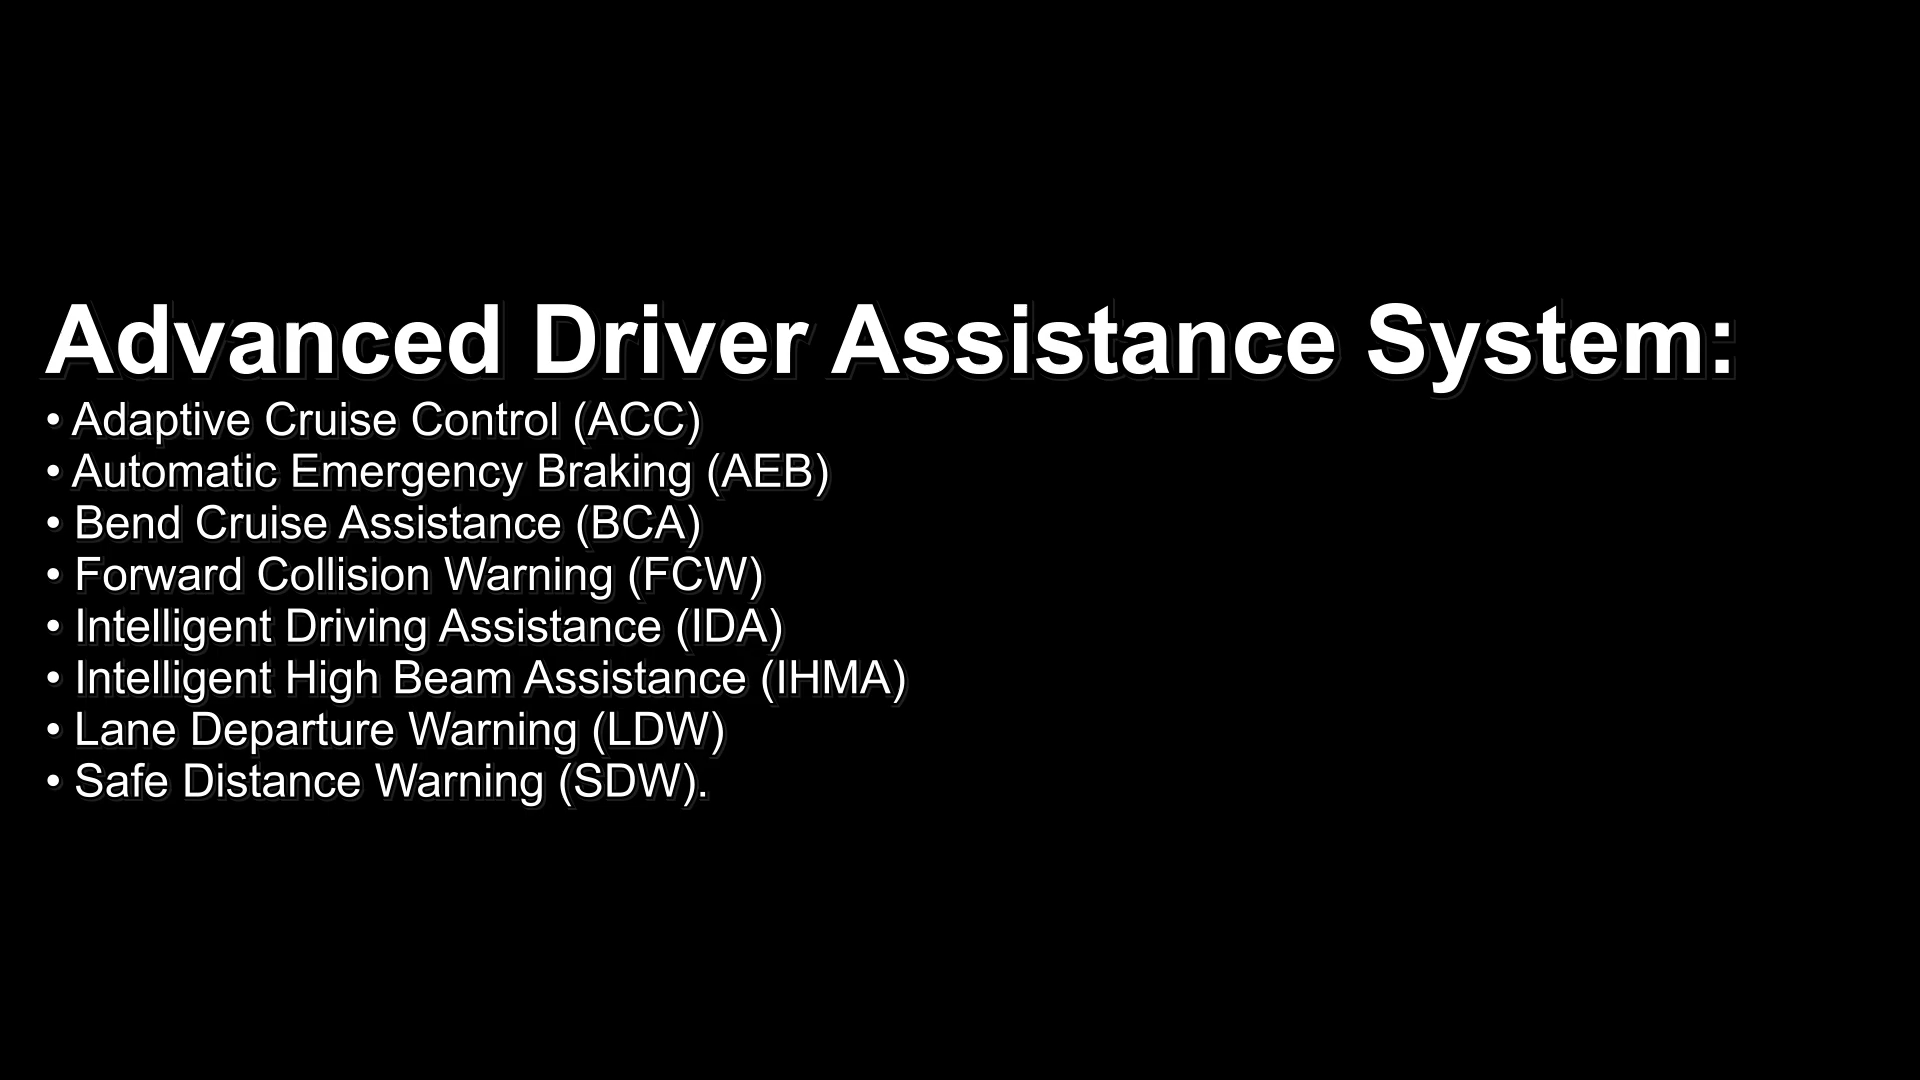 Advanced Driver Assistance System:
• Adaptive Cruise Control (ACC)
• Automatic Emergency Braking (AEB)
• Bend Cruise Assistance (BCA)
• Forward Collision Warning (FCW)
• Intelligent Driving Assistance (IDA)
• Intelligent High Beam Assistance (IHMA)
• Lane Departure Warning (LDW)
• Safe Distance Warning (SDW).